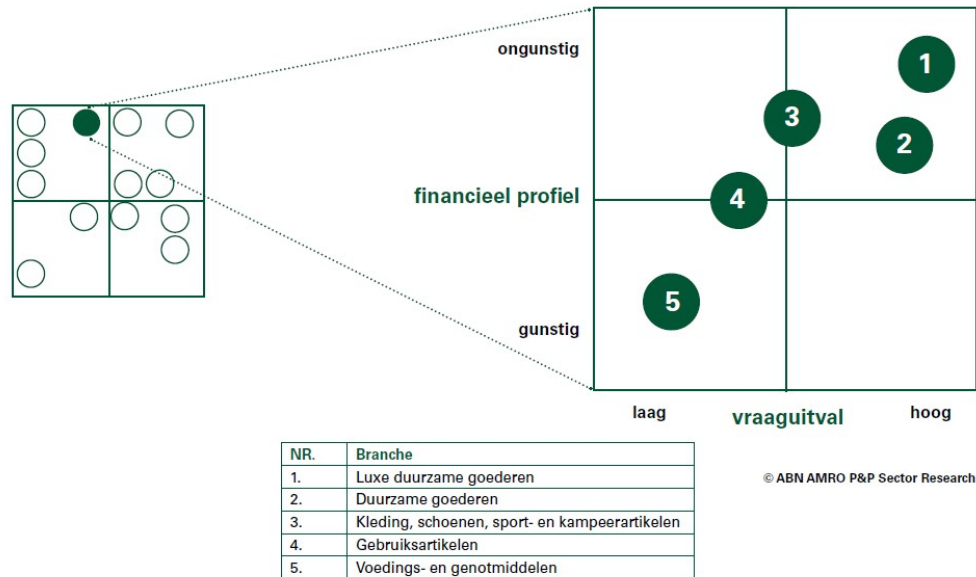 ongunstig
1
3
2
financieel profiel
4
5
gunstig
laag
vraaguitval
hoog
NR. Branche
1. Luxe duurzame goederen
2. Duurzame goederen
3. Kleding, schoenen, sport- en kampeerartikelen
4. Gebruiksartikelen
5. Voedings- en genotmiddelen
© ABN AMRO P&P Sector Research